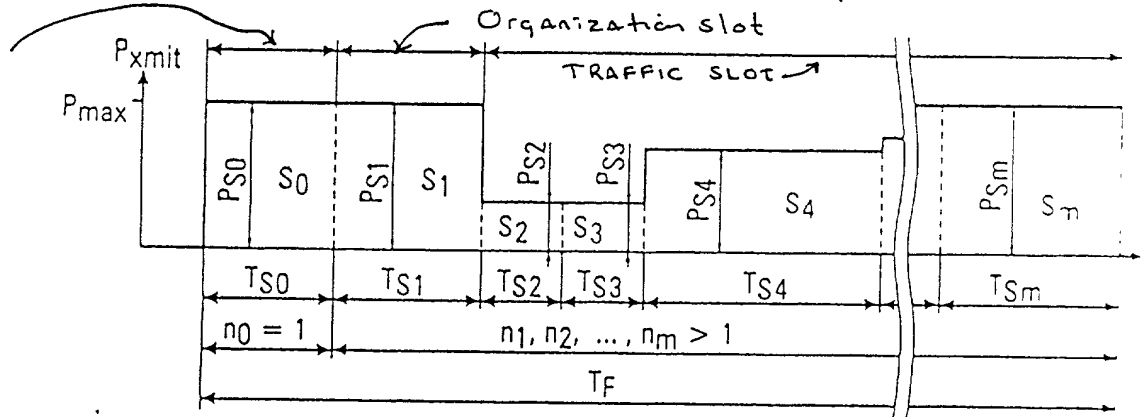 Organization slot
TRAFFIC SLOT
Pxmit
Pmax
PS0 S0 PS1 S1 PS2 PS3 PS4 S4 PSm Sm
S2 S3
TS0 TS1 TS2 TS3 TS4 TSm
n0 = 1 n1, n2, ..., nm > 1
TF